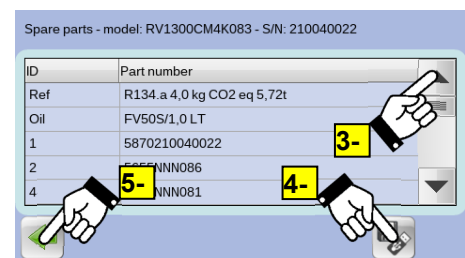 Spare parts - model: RV1300CM4K083 - S/N: 210040022
ID Part number
Ref R134.a 4,0 kg CO2 eq 5,72t
Oil FV50S/1,0 LT
1 5870210040022
3-
2 NNN086
5- 4-
4 NNN081